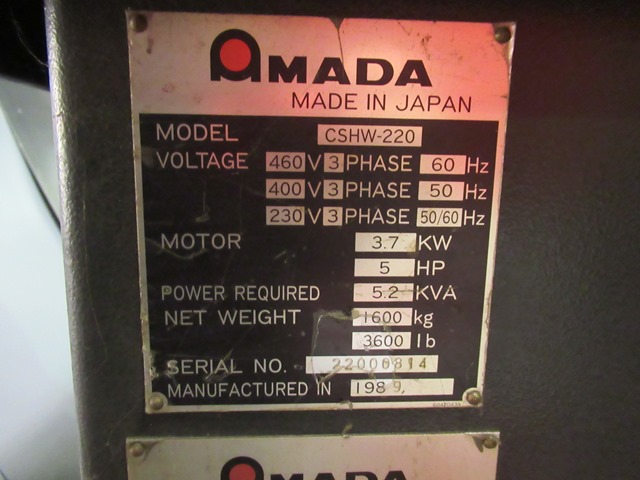 AMADA
MADE IN JAPAN
MODEL CSHW-220
VOLTAGE 460 V 3 PHASE 60 Hz
400 V 3 PHASE 50 Hz
230 V 3 PHASE 50/60 Hz
MOTOR 3.7 KW
5 HP
POWER REQUIRED 5.2 KVA
NET WEIGHT 1600 kg
3600 lb
SERIAL NO. 22000814
MANUFACTURED IN 1989.
AMADA